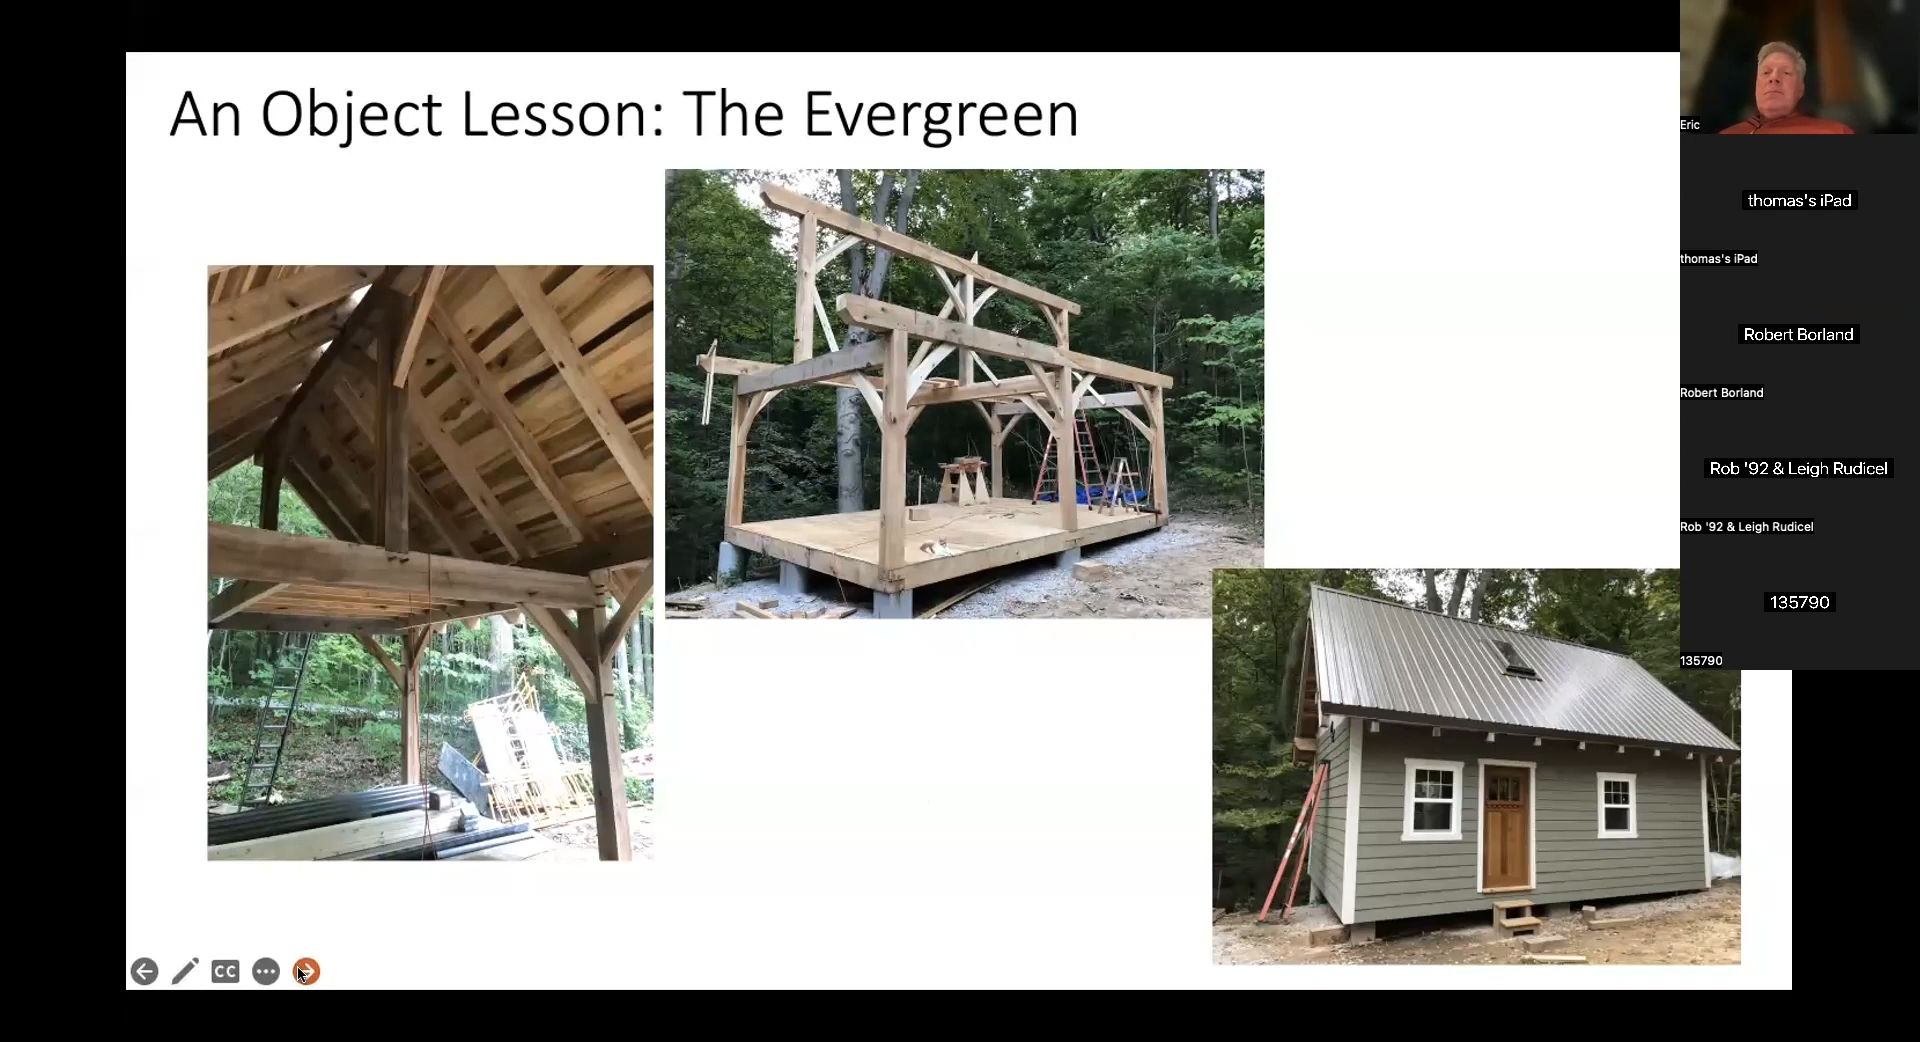 An Object Lesson: The Evergreen
Eric
thomas's iPad
thomas's iPad
Robert Borland
Robert Borland
Rob '92 & Leigh Rudicel
Rob '92 & Leigh Rudicel
135790
135790
CC